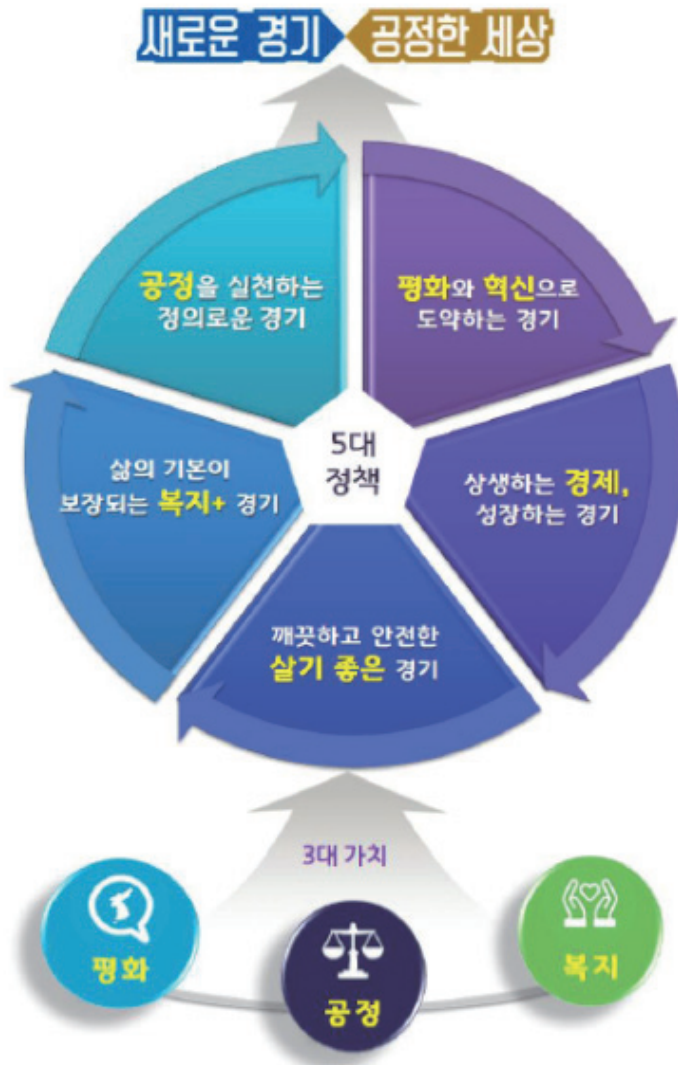 새로운 경기 공정한 세상
공정을 실천하는
정의로운 경기
평화와 혁신으로
도약하는 경기
삶의 기본이
보장되는 복지+ 경기
5대
정책
상생하는 경제,
성장하는 경기
깨끗하고 안전한
살기 좋은 경기
3대 가치
평화
공정
복지